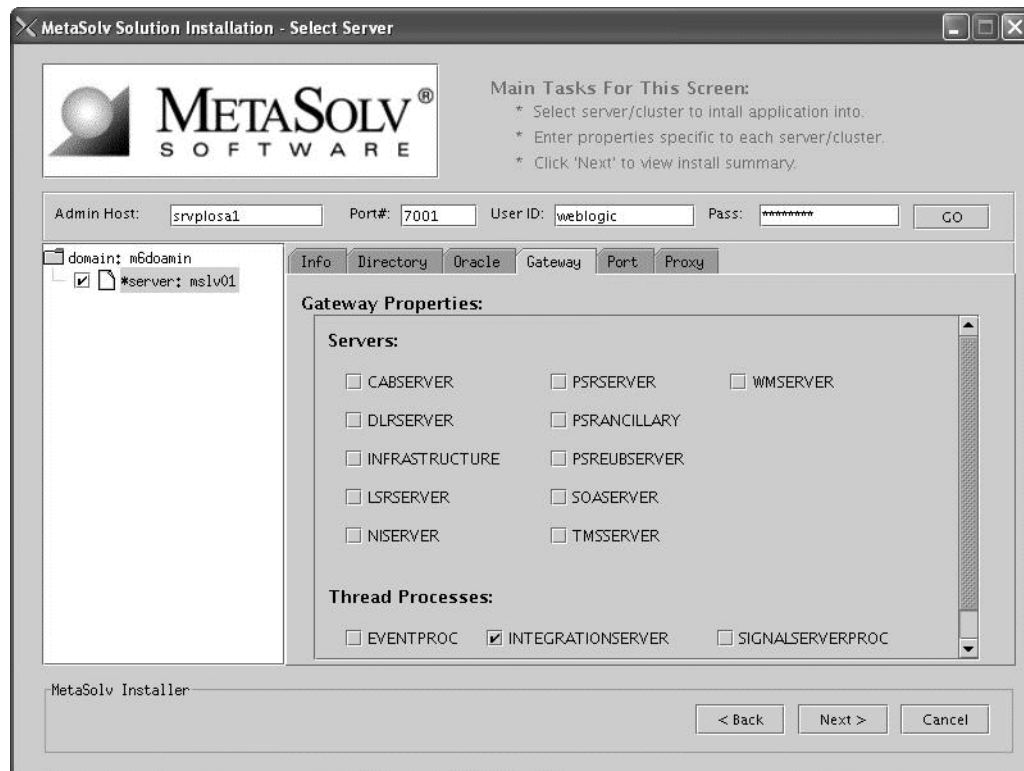 MetaSolv Solution Installation - Select Server
METASOLV®
SOFTWARE
Main Tasks For This Screen:
* Select server/cluster to intall application into.
* Enter properties specific to each server/cluster.
* Click 'Next' to view install summary.
Admin Host: srvplosa1 Port#: 7001 User ID: weblogic Pass: ******** GO
domain: m6doamin
*server: mslv01
Info Directory Oracle Gateway Port Proxy
Gateway Properties:
Servers:
CABSERVER PSRSERVER WMSERVER
DLRSERVER PSRANCILLARY
INFRASTRUCTURE PSREUBSERVER
LSRSERVER SOASERVER
NISERVER TMSSERVER
Thread Processes:
EVENTPROC INTEGRATIONSERVER SIGNALSERVERPROC
MetaSolv Installer
< Back Next > Cancel